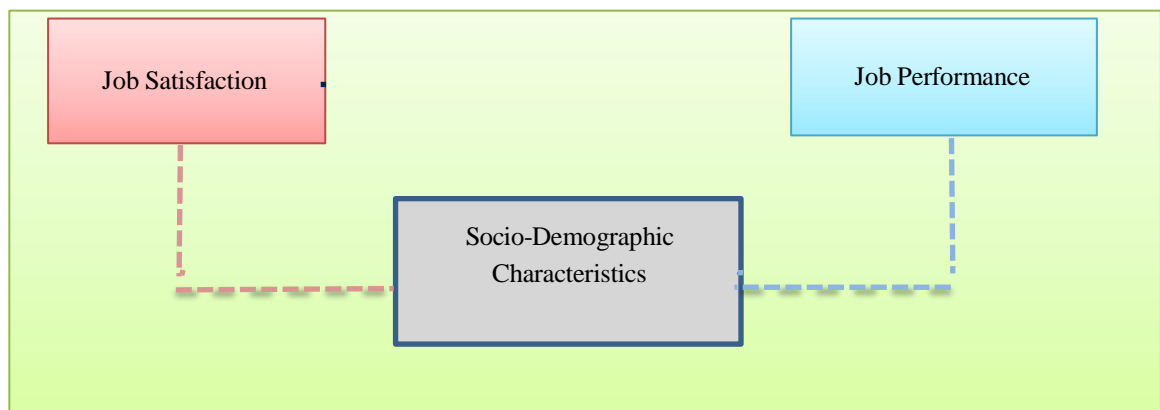 Job Satisfaction
Job Performance
Socio-Demographic
Characteristics